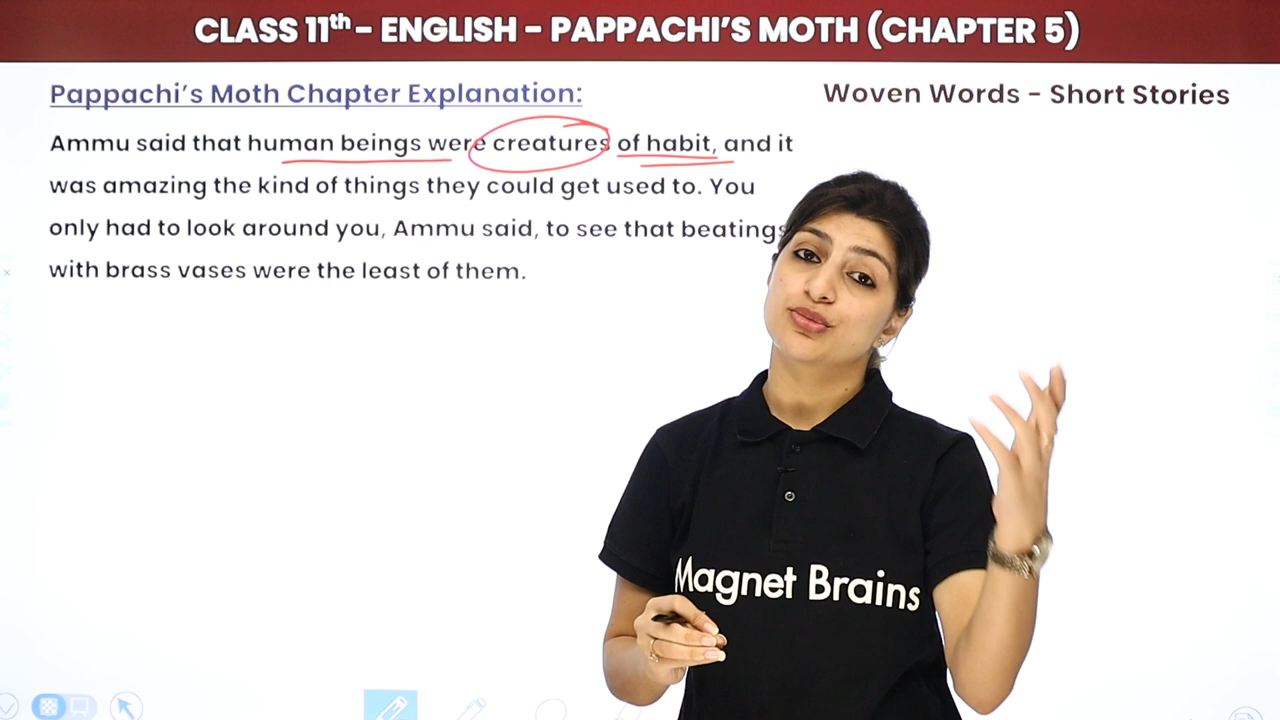 CLASS 11th – ENGLISH – PAPPACHI’S MOTH (CHAPTER 5)
Pappachi’s Moth Chapter Explanation:
Woven Words – Short Stories
Ammu said that human beings were creatures of habit, and it
was amazing the kind of things they could get used to. You
only had to look around you, Ammu said, to see that beatings
with brass vases were the least of them.
Magnet Brains